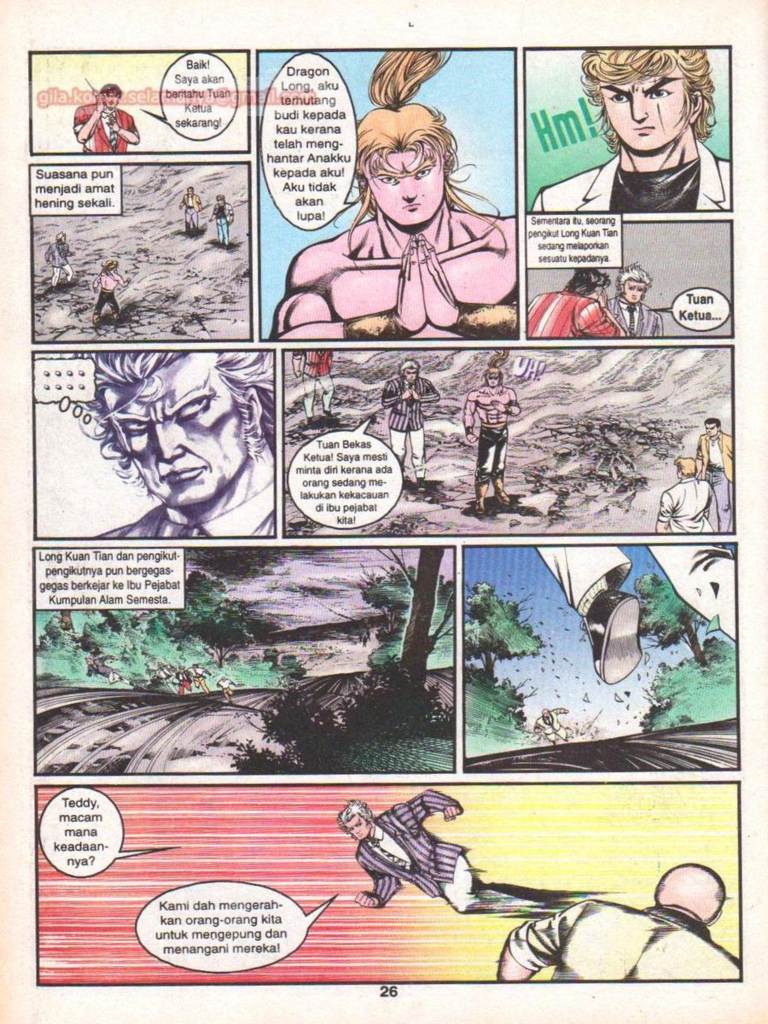 Baik!
Saya akan
beritahu Tuan
Ketua
sekarang!
Suasana pun
menjadi amat
hening sekali.
Dragon
Long, aku
terhutang
budi kepada
kau kerana
telah meng-
hantar Anakku
kepada aku!
Aku tidak
akan
lupa!
Hm!
Sementara itu, seorang
pengikut Long Kuan Tian
sedang melaporkan
sesuatu kepadanya.
Tuan
Ketua...
Tuan Bekas
Ketua! Saya mesti
minta diri kerana ada
orang sedang me-
lakukan kekacauan
di ibu pejabat
kita!
Long Kuan Tian dan pengikut-
pengikutnya pun bergegas-
gegas berkejar ke Ibu Pejabat
Kumpulan Alam Semesta.
Teddy,
macam
mana
keadaan-
nya?
Kami dah mengerah-
kan orang-orang kita
untuk mengepung dan
menangani mereka!
26